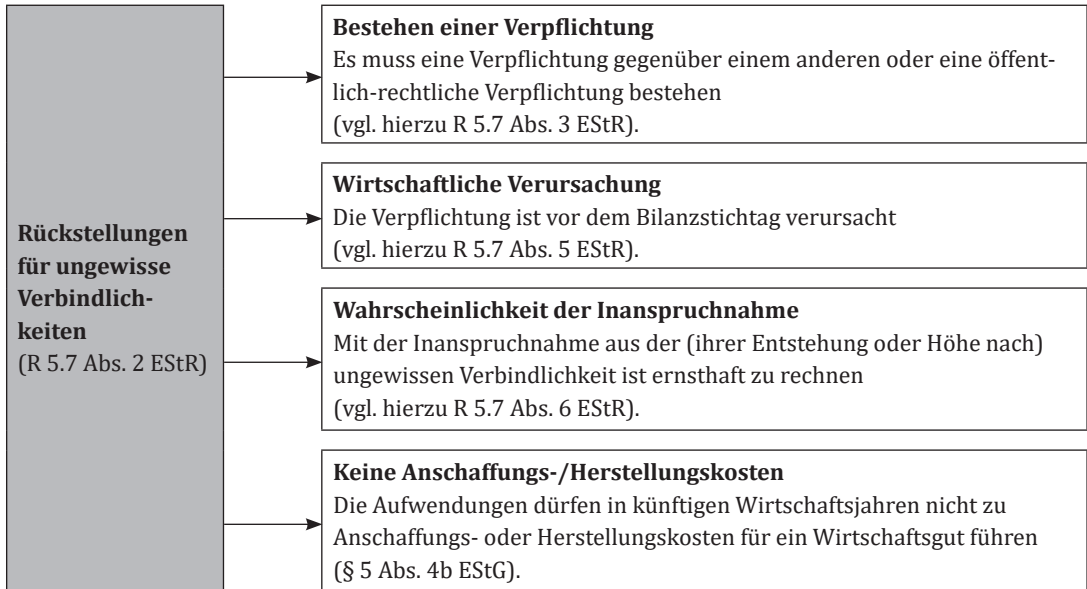 Rückstellungen
für ungewisse
Verbindlich-
keiten
(R 5.7 Abs. 2 EStR)
Bestehen einer Verpflichtung
Es muss eine Verpflichtung gegenüber einem anderen oder eine öffent-
lich-rechtliche Verpflichtung bestehen
(vgl. hierzu R 5.7 Abs. 3 EStR).
Wirtschaftliche Verursachung
Die Verpflichtung ist vor dem Bilanzstichtag verursacht
(vgl. hierzu R 5.7 Abs. 5 EStR).
Wahrscheinlichkeit der Inanspruchnahme
Mit der Inanspruchnahme aus der (ihrer Entstehung oder Höhe nach)
ungewissen Verbindlichkeit ist ernsthaft zu rechnen
(vgl. hierzu R 5.7 Abs. 6 EStR).
Keine Anschaffungs-/Herstellungskosten
Die Aufwendungen dürfen in künftigen Wirtschaftsjahren nicht zu
Anschaffungs- oder Herstellungskosten für ein Wirtschaftsgut führen
(§ 5 Abs. 4b EStG).